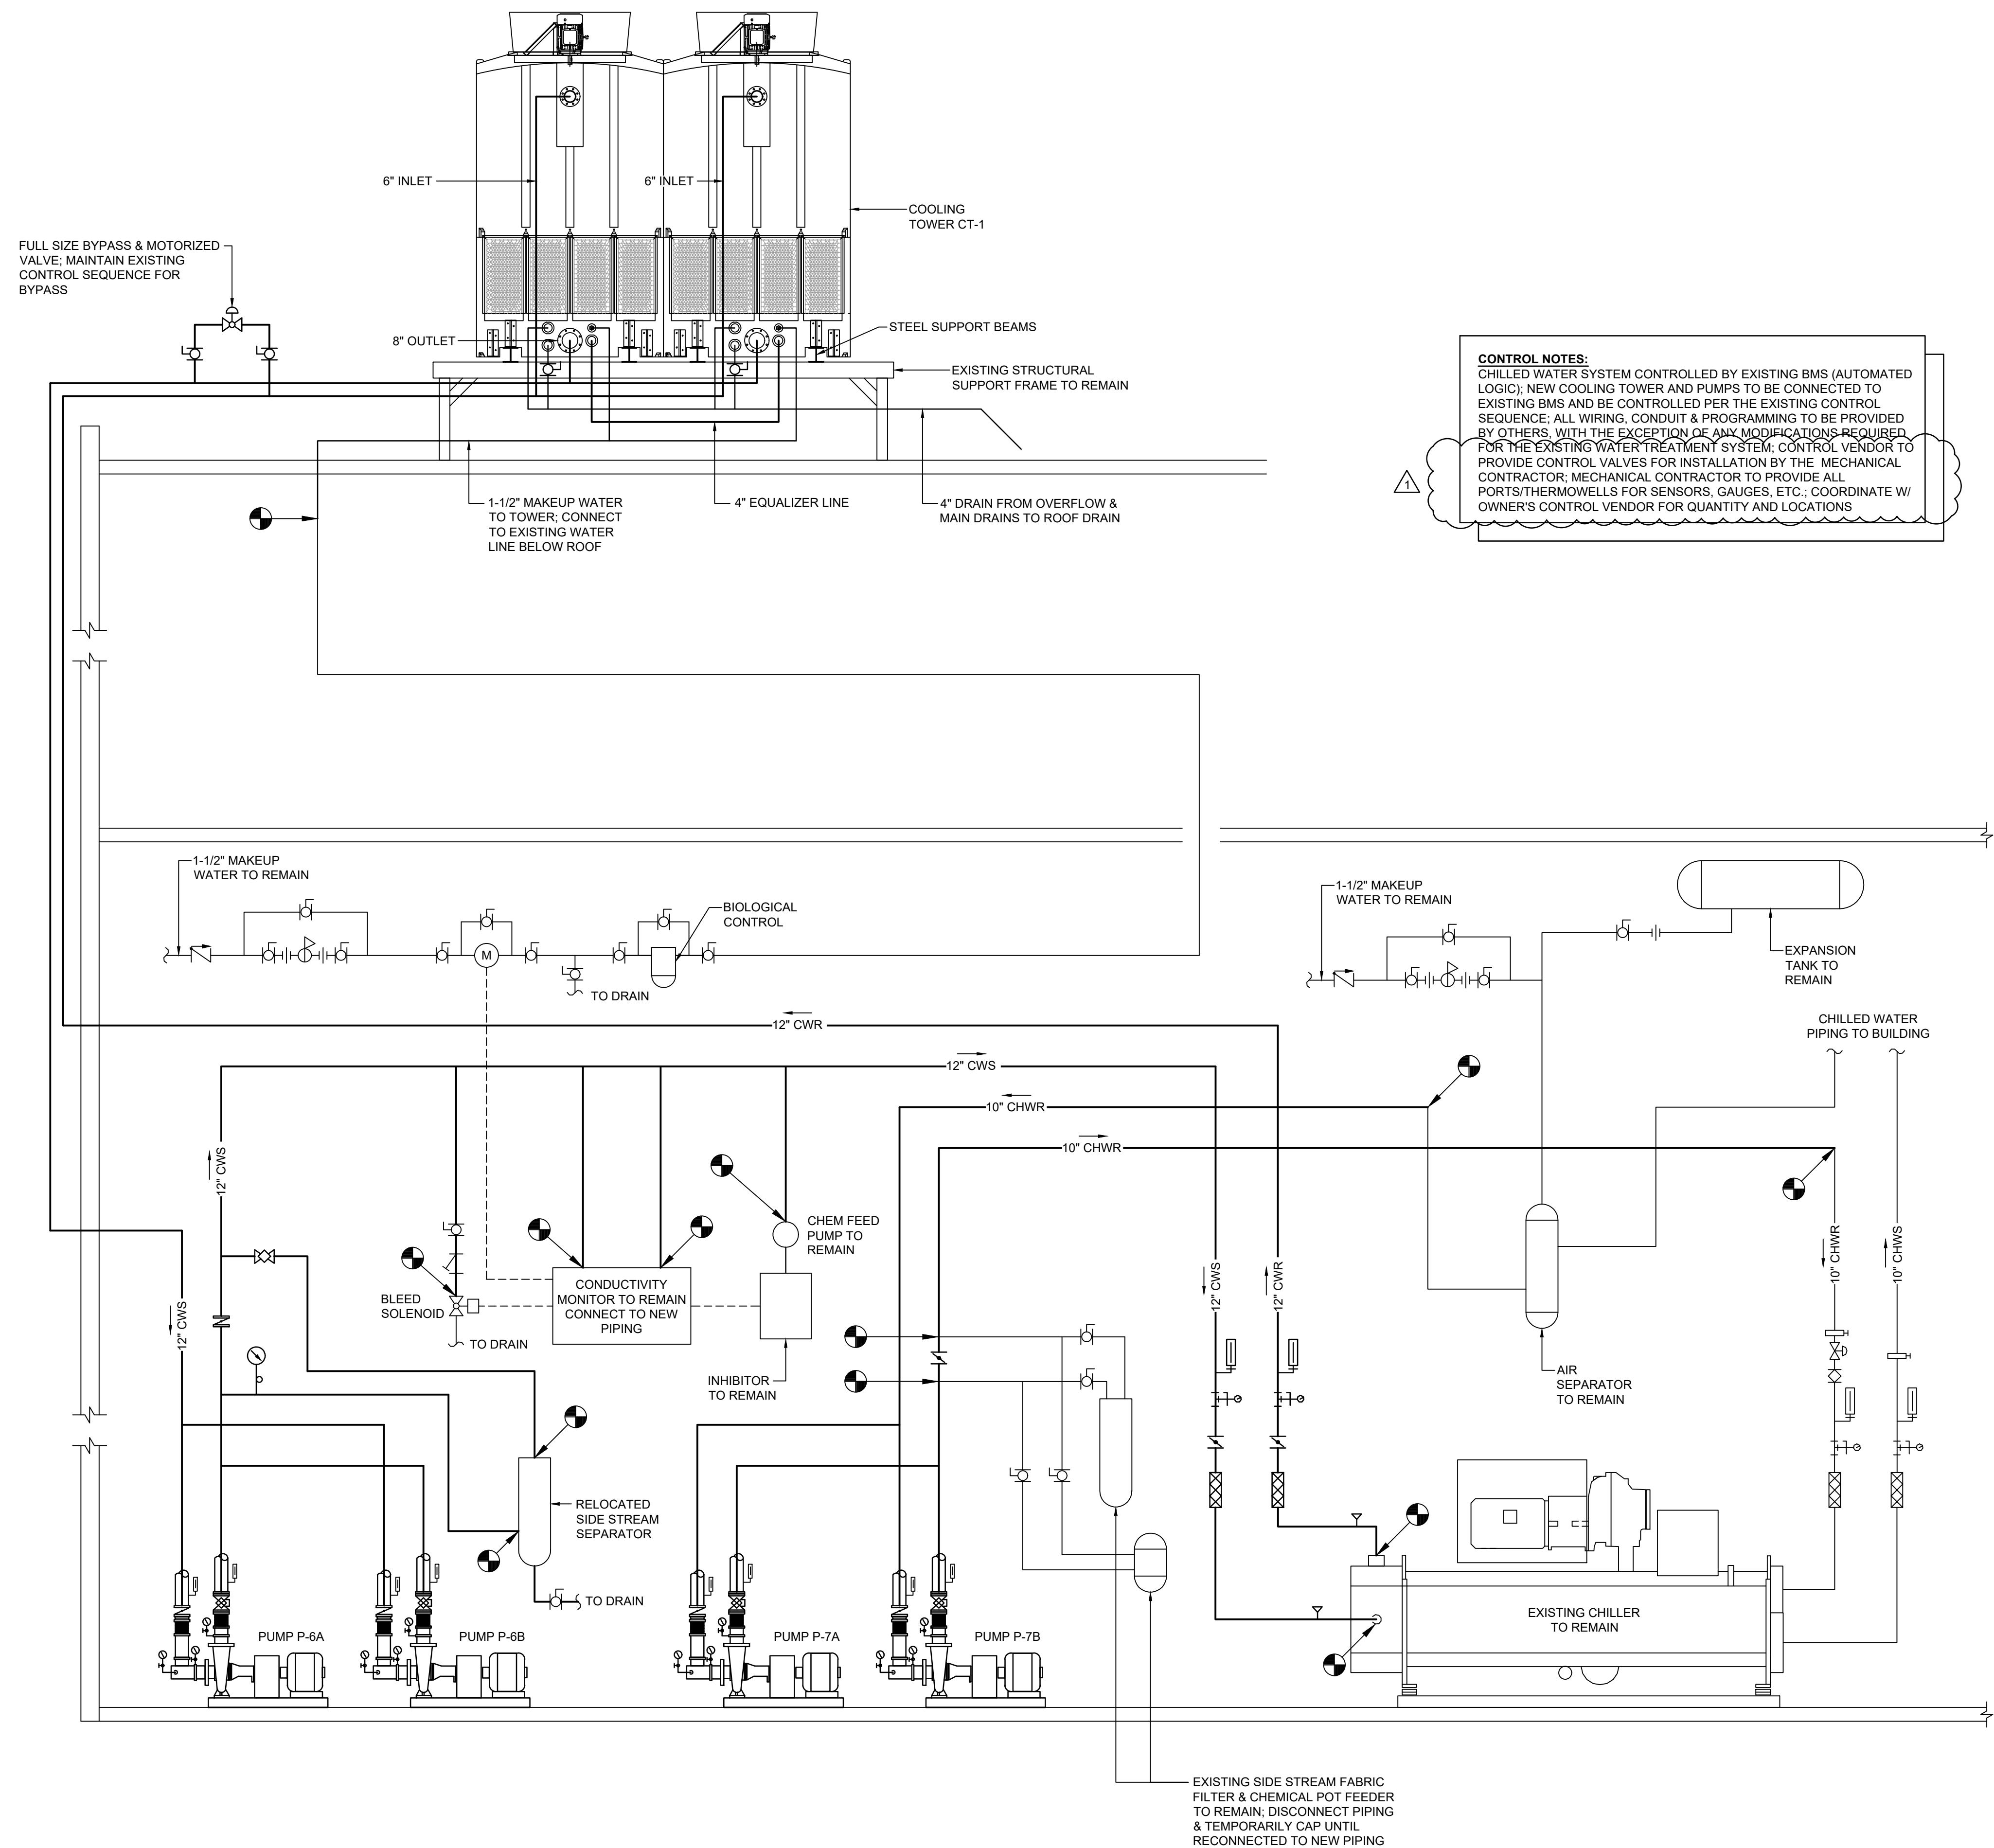 6" INLET
6" INLET
COOLING
TOWER CT-1
FULL SIZE BYPASS & MOTORIZED
VALVE; MAINTAIN EXISTING
CONTROL SEQUENCE FOR
BYPASS
8" OUTLET
STEEL SUPPORT BEAMS
EXISTING STRUCTURAL
SUPPORT FRAME TO REMAIN
CONTROL NOTES:
CHILLED WATER SYSTEM CONTROLLED BY EXISTING BMS (AUTOMATED
LOGIC); NEW COOLING TOWER AND PUMPS TO BE CONNECTED TO
EXISTING BMS AND BE CONTROLLED PER THE EXISTING CONTROL
SEQUENCE; ALL WIRING, CONDUIT & PROGRAMMING TO BE PROVIDED
BY OTHERS, WITH THE EXCEPTION OF ANY MODIFICATIONS REQUIRED
FOR THE EXISTING WATER TREATMENT SYSTEM; CONTROL VENDOR TO
PROVIDE CONTROL VALVES FOR INSTALLATION BY THE MECHANICAL
CONTRACTOR; MECHANICAL CONTRACTOR TO PROVIDE ALL
PORTS/THERMOWELLS FOR SENSORS, GAUGES, ETC.; COORDINATE W/
OWNER'S CONTROL VENDOR FOR QUANTITY AND LOCATIONS
1
1-1/2" MAKEUP WATER
TO TOWER; CONNECT
TO EXISTING WATER
LINE BELOW ROOF
4" EQUALIZER LINE
4" DRAIN FROM OVERFLOW &
MAIN DRAINS TO ROOF DRAIN
1-1/2" MAKEUP
WATER TO REMAIN
BIOLOGICAL
CONTROL
M
TO DRAIN
1-1/2" MAKEUP
WATER TO REMAIN
EXPANSION
TANK TO
REMAIN
CHILLED WATER
PIPING TO BUILDING
12" CWR
12" CWS
10" CHWR
10" CHWR
12" CWS
12" CWS
BLEED
SOLENOID
TO DRAIN
CONDUCTIVITY
MONITOR TO REMAIN
CONNECT TO NEW
PIPING
CHEM FEED
PUMP TO
REMAIN
INHIBITOR
TO REMAIN
12" CWS
12" CWR
10" CHWR
10" CHWS
AIR
SEPARATOR
TO REMAIN
RELOCATED
SIDE STREAM
SEPARATOR
TO DRAIN
PUMP P-6A
PUMP P-6B
PUMP P-7A
PUMP P-7B
EXISTING CHILLER
TO REMAIN
EXISTING SIDE STREAM FABRIC
FILTER & CHEMICAL POT FEEDER
TO REMAIN; DISCONNECT PIPING
& TEMPORARILY CAP UNTIL
RECONNECTED TO NEW PIPING